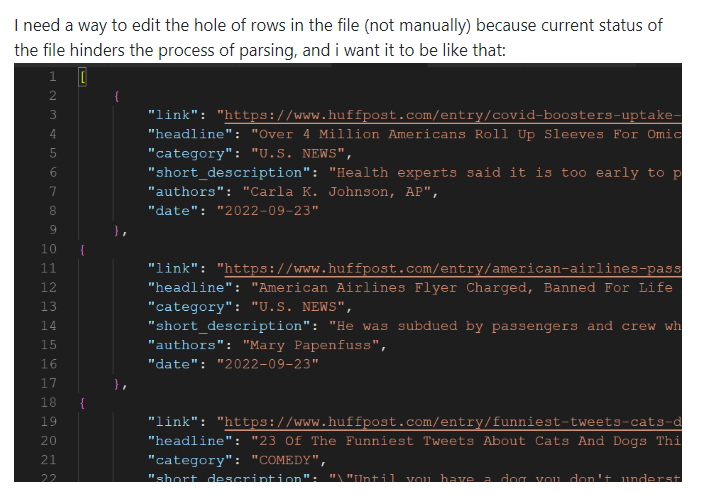 I need a way to edit the hole of rows in the file (not manually) because current status of
the file hinders the process of parsing, and i want it to be like that:
1 [
2 {
3 "link": "https://www.huffpost.com/entry/covid-boosters-uptake-
4 "headline": "Over 4 Million Americans Roll Up Sleeves For Omic
5 "category": "U.S. NEWS",
6 "short_description": "Health experts said it is too early to p
7 "authors": "Carla K. Johnson, AP",
8 "date": "2022-09-23"
9 },
10 {
11 "link": "https://www.huffpost.com/entry/american-airlines-pass
12 "headline": "American Airlines Flyer Charged, Banned For Life
13 "category": "U.S. NEWS",
14 "short_description": "He was subdued by passengers and crew wh
15 "authors": "Mary Papenfuss",
16 "date": "2022-09-23"
17 },
18 {
19 "link": "https://www.huffpost.com/entry/funniest-tweets-cats-d
20 "headline": "23 Of The Funniest Tweets About Cats And Dogs Thi
21 "category": "COMEDY",
22 "short_description": "\"Until you have a dog you don't underst